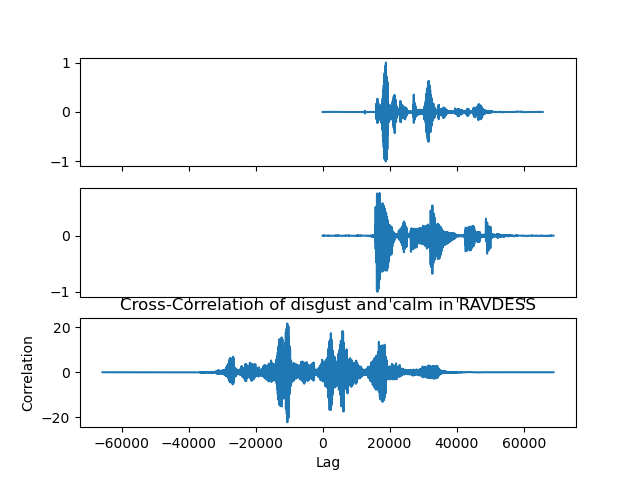 1
0
−1
0
−1
Cross-Correlation of disgust and calm in RAVDESS
20
0
−20
Correlation
−60000 −40000 −20000 0 20000 40000 60000
Lag